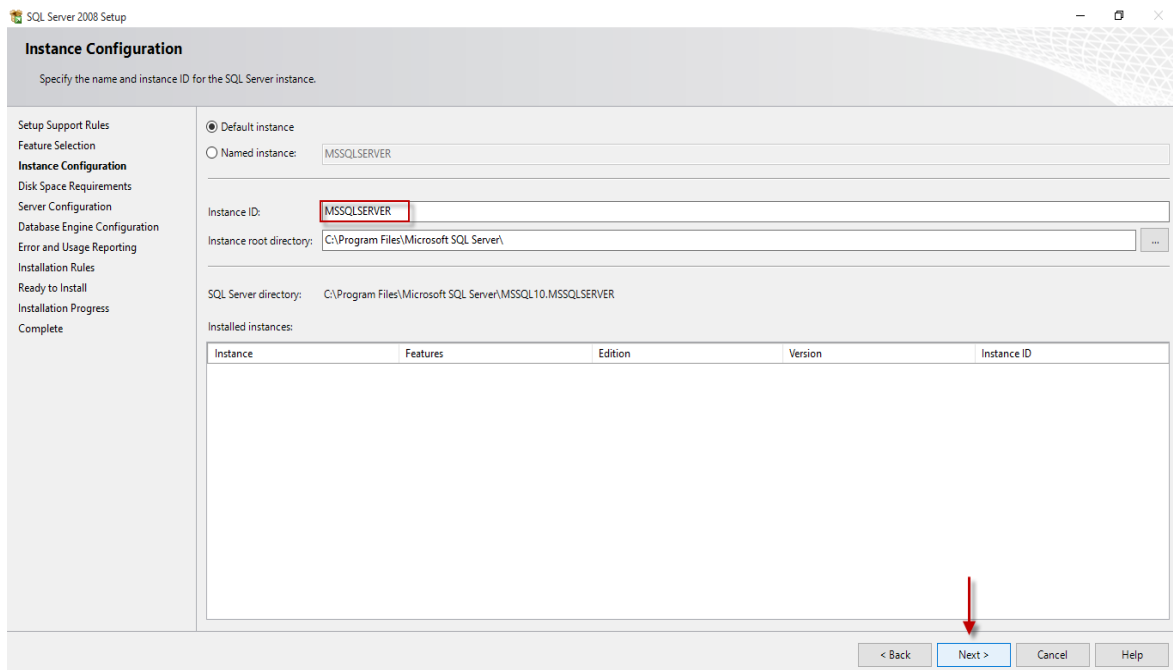 SQL Server 2008 Setup
Instance Configuration
Specify the name and instance ID for the SQL Server instance.
Setup Support Rules
Feature Selection
Instance Configuration
Disk Space Requirements
Server Configuration
Database Engine Configuration
Error and Usage Reporting
Installation Rules
Ready to Install
Installation Progress
Complete
Default instance
Named instance: MSSQLSERVER
Instance ID: MSSQLSERVER
Instance root directory: C:\Program Files\Microsoft SQL Server\ ...
SQL Server directory: C:\Program Files\Microsoft SQL Server\MSSQL10.MSSQLSERVER
Installed instances:
Instance Features Edition Version Instance ID
< Back Next > Cancel Help